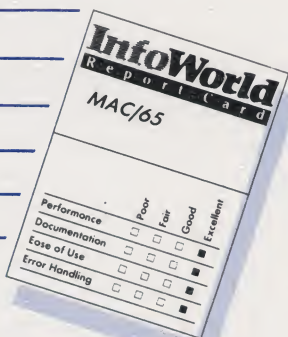 InfoWorld
Report Card
MAC/65
Poor
Fair
Good
Excellent
Performance
Documentation
Ease of Use
Error Handling